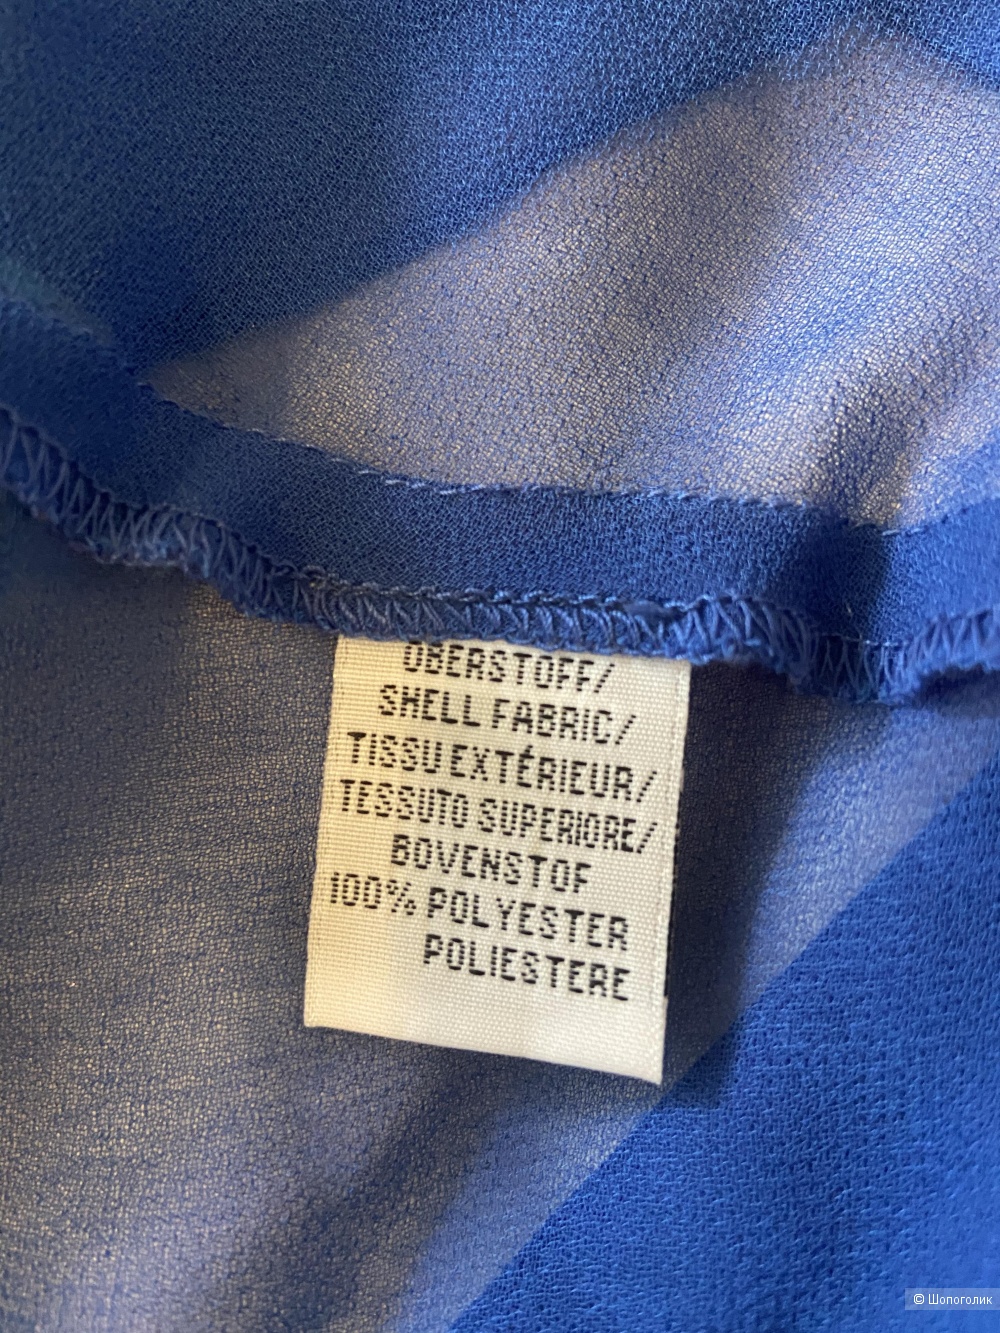 OBERSTOFF/
SHELL FABRIC/
TISSU EXTÉRIEUR/
TESSUTO SUPERIORE/
BOVENSTOF
100% POLYESTER
POLIESTERE
© Шопоголик